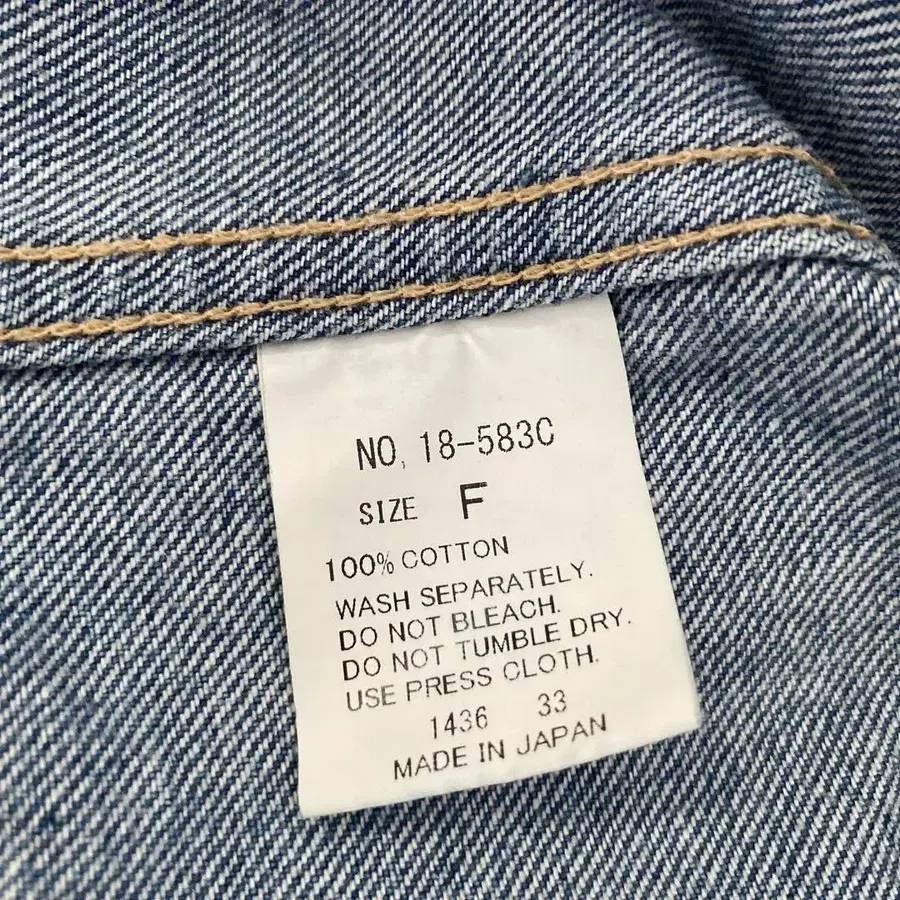 NO. 18-583C
SIZE F
100% COTTON
WASH SEPARATELY.
DO NOT BLEACH.
DO NOT TUMBLE DRY.
USE PRESS CLOTH.
1436 33
MADE IN JAPAN